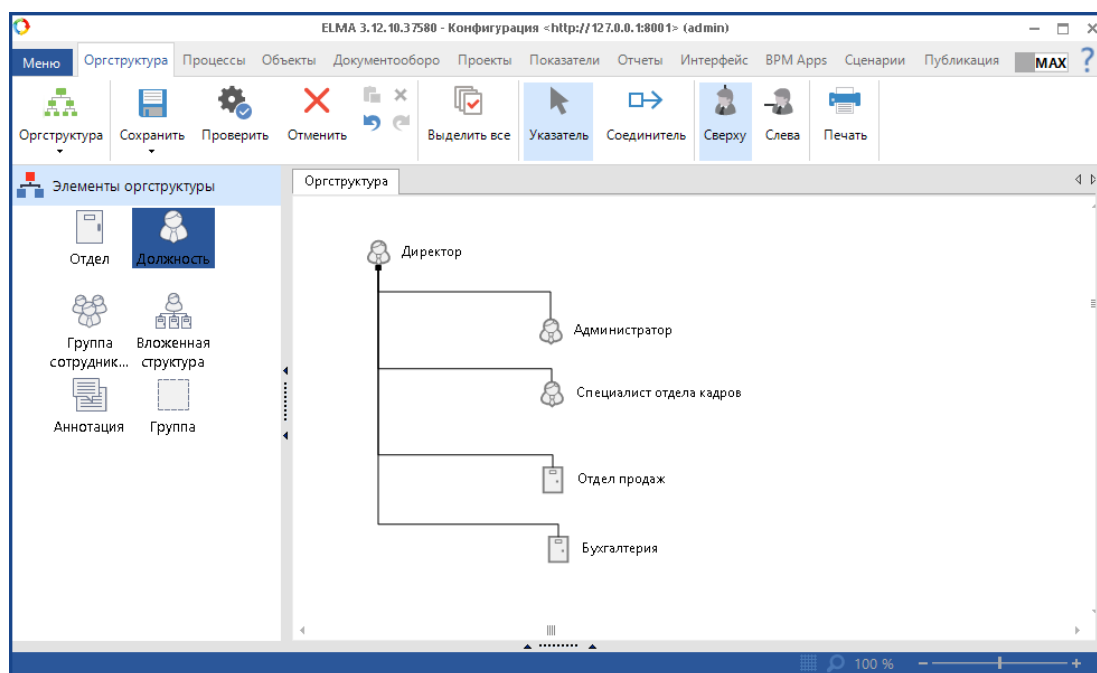 ELMA 3.12.10.37580 - Конфигурация <http://127.0.0.1:8001> (admin)
Меню Оргструктура Процессы Объекты Документооборо Проекты Показатели Отчеты Интерфейс BPM Apps Сценарии Публикация MAX ?
Оргструктура Сохранить Проверить Отменить Выделить все Указатель Соединитель Сверху Слева Печать
Элементы оргструктуры
Оргструктура
Отдел Должность
Группа сотрудник... Вложенная структура
Аннотация Группа
Директор
Администратор
Специалист отдела кадров
Отдел продаж
Бухгалтерия
100 %